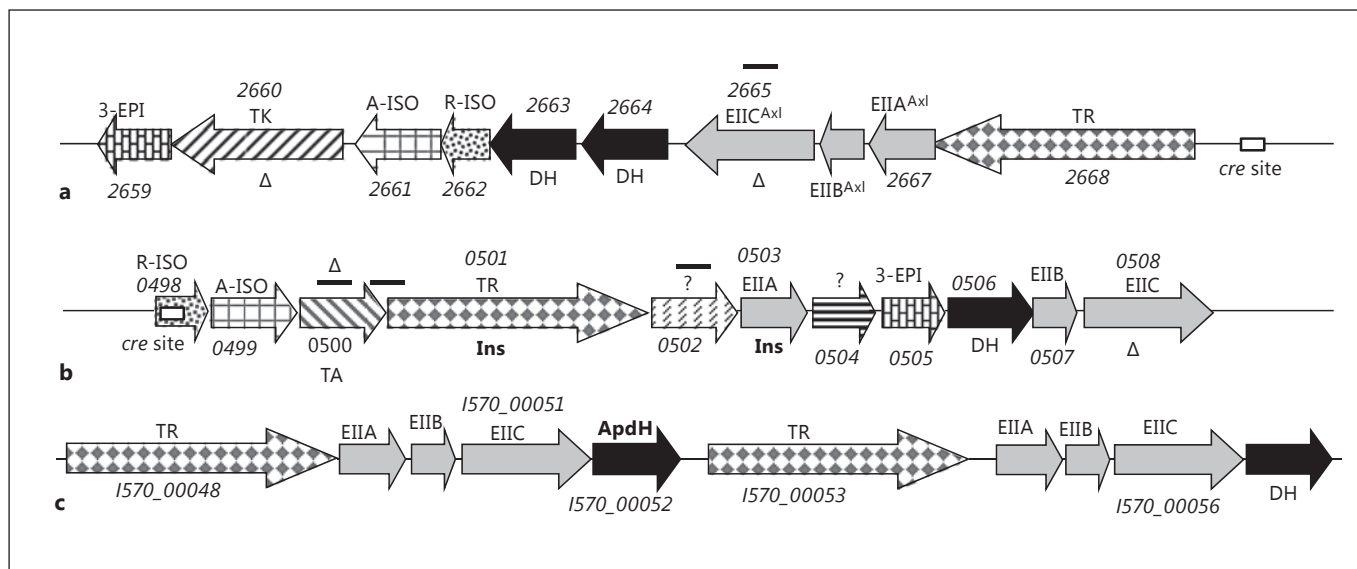 2660 2665
3-EPI TK A-ISO R-ISO 2663 2664 EIIC^Axl EIIA^Axl TR
2659 Δ 2661 2662 DH DH Δ EIIB^Axl 2667 2668 cre site
a
R-ISO Δ 0501 0503 0508
0498 A-ISO TR ? EIIA ? 3-EPI 0506 EIIB EIIC
cre site 0499 0500 Ins 0502 Ins 0504 0505 DH 0507 Δ
TA
b
I570_00051
TR EIIA EIIB EIIC ApdH TR EIIA EIIB EIIC
I570_00048 I570_00052 I570_00053 I570_00056 DH
c